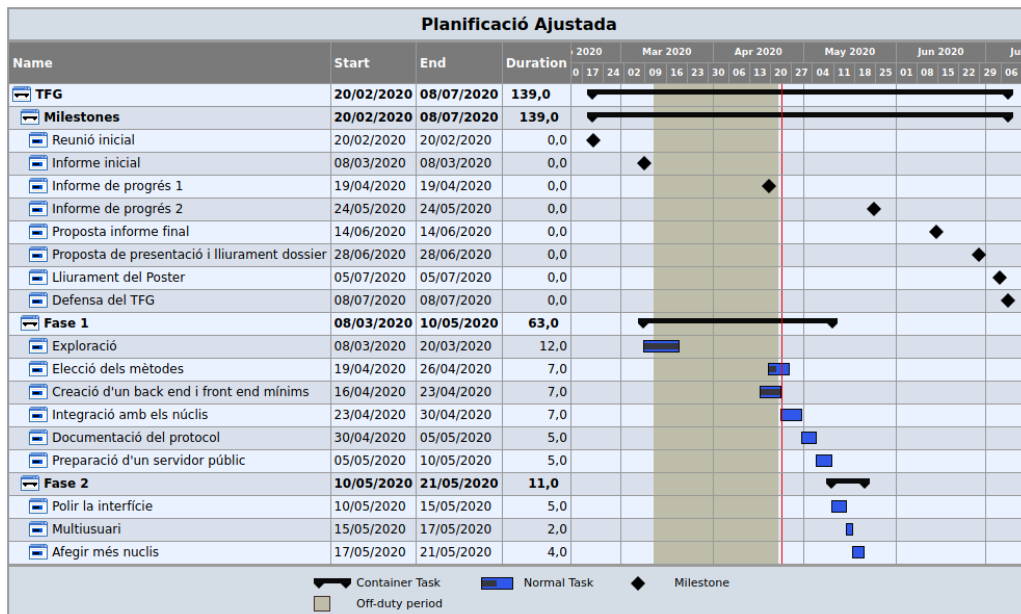 Planificació Ajustada
Name Start End Duration 2020 Mar 2020 Apr 2020 May 2020 Jun 2020 Ju
0 17 24 02 09 16 23 30 06 13 20 27 04 11 18 25 01 08 15 22 29 06
TFG 20/02/2020 08/07/2020 139,0
Milestones 20/02/2020 08/07/2020 139,0
Reunió inicial 20/02/2020 20/02/2020 0,0
Informe inicial 08/03/2020 08/03/2020 0,0
Informe de progrés 1 19/04/2020 19/04/2020 0,0
Informe de progrés 2 24/05/2020 24/05/2020 0,0
Proposta informe final 14/06/2020 14/06/2020 0,0
Proposta de presentació i lliurament dossier 28/06/2020 28/06/2020 0,0
Lliurament del Poster 05/07/2020 05/07/2020 0,0
Defensa del TFG 08/07/2020 08/07/2020 0,0
Fase 1 08/03/2020 10/05/2020 63,0
Exploració 08/03/2020 20/03/2020 12,0
Elecció dels mètodes 19/04/2020 26/04/2020 7,0
Creació d'un back end i front end mínims 16/04/2020 23/04/2020 7,0
Integració amb els núclis 23/04/2020 30/04/2020 7,0
Documentació del protocol 30/04/2020 05/05/2020 5,0
Preparació d'un servidor públic 05/05/2020 10/05/2020 5,0
Fase 2 10/05/2020 21/05/2020 11,0
Polir la interfície 10/05/2020 15/05/2020 5,0
Multiusuari 15/05/2020 17/05/2020 2,0
Afegir més nuclis 17/05/2020 21/05/2020 4,0
Container Task Normal Task Milestone
Off-duty period